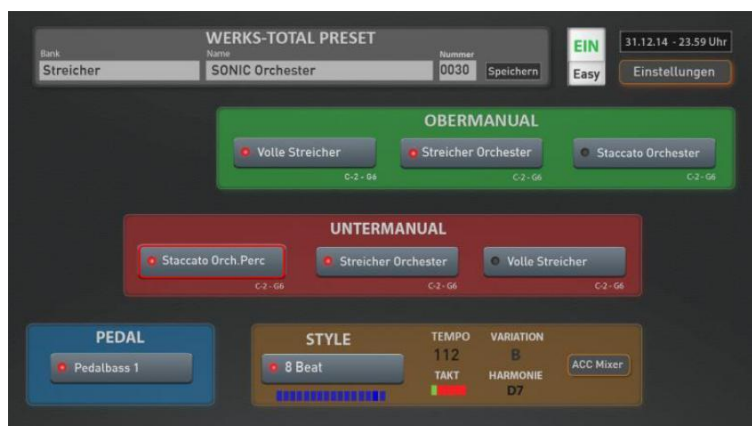 WERKS-TOTAL PRESET
Bank Name Nummer
Streicher SONIC Orchester 0030 Speichern
EIN
Easy
31.12.14 - 23.59 Uhr
Einstellungen
OBERMANUAL
Volle Streicher Streicher Orchester Staccato Orchester
C-2 - G6 C-2 - G6 C-2 - G6
UNTERMANUAL
Staccato Orch.Perc Streicher Orchester Volle Streicher
C-2 - G6 C-2 - G6 C-2 - G6
PEDAL
Pedalbass 1
STYLE
8 Beat
TEMPO VARIATION
112 B
TAKT HARMONIE
D7
ACC Mixer